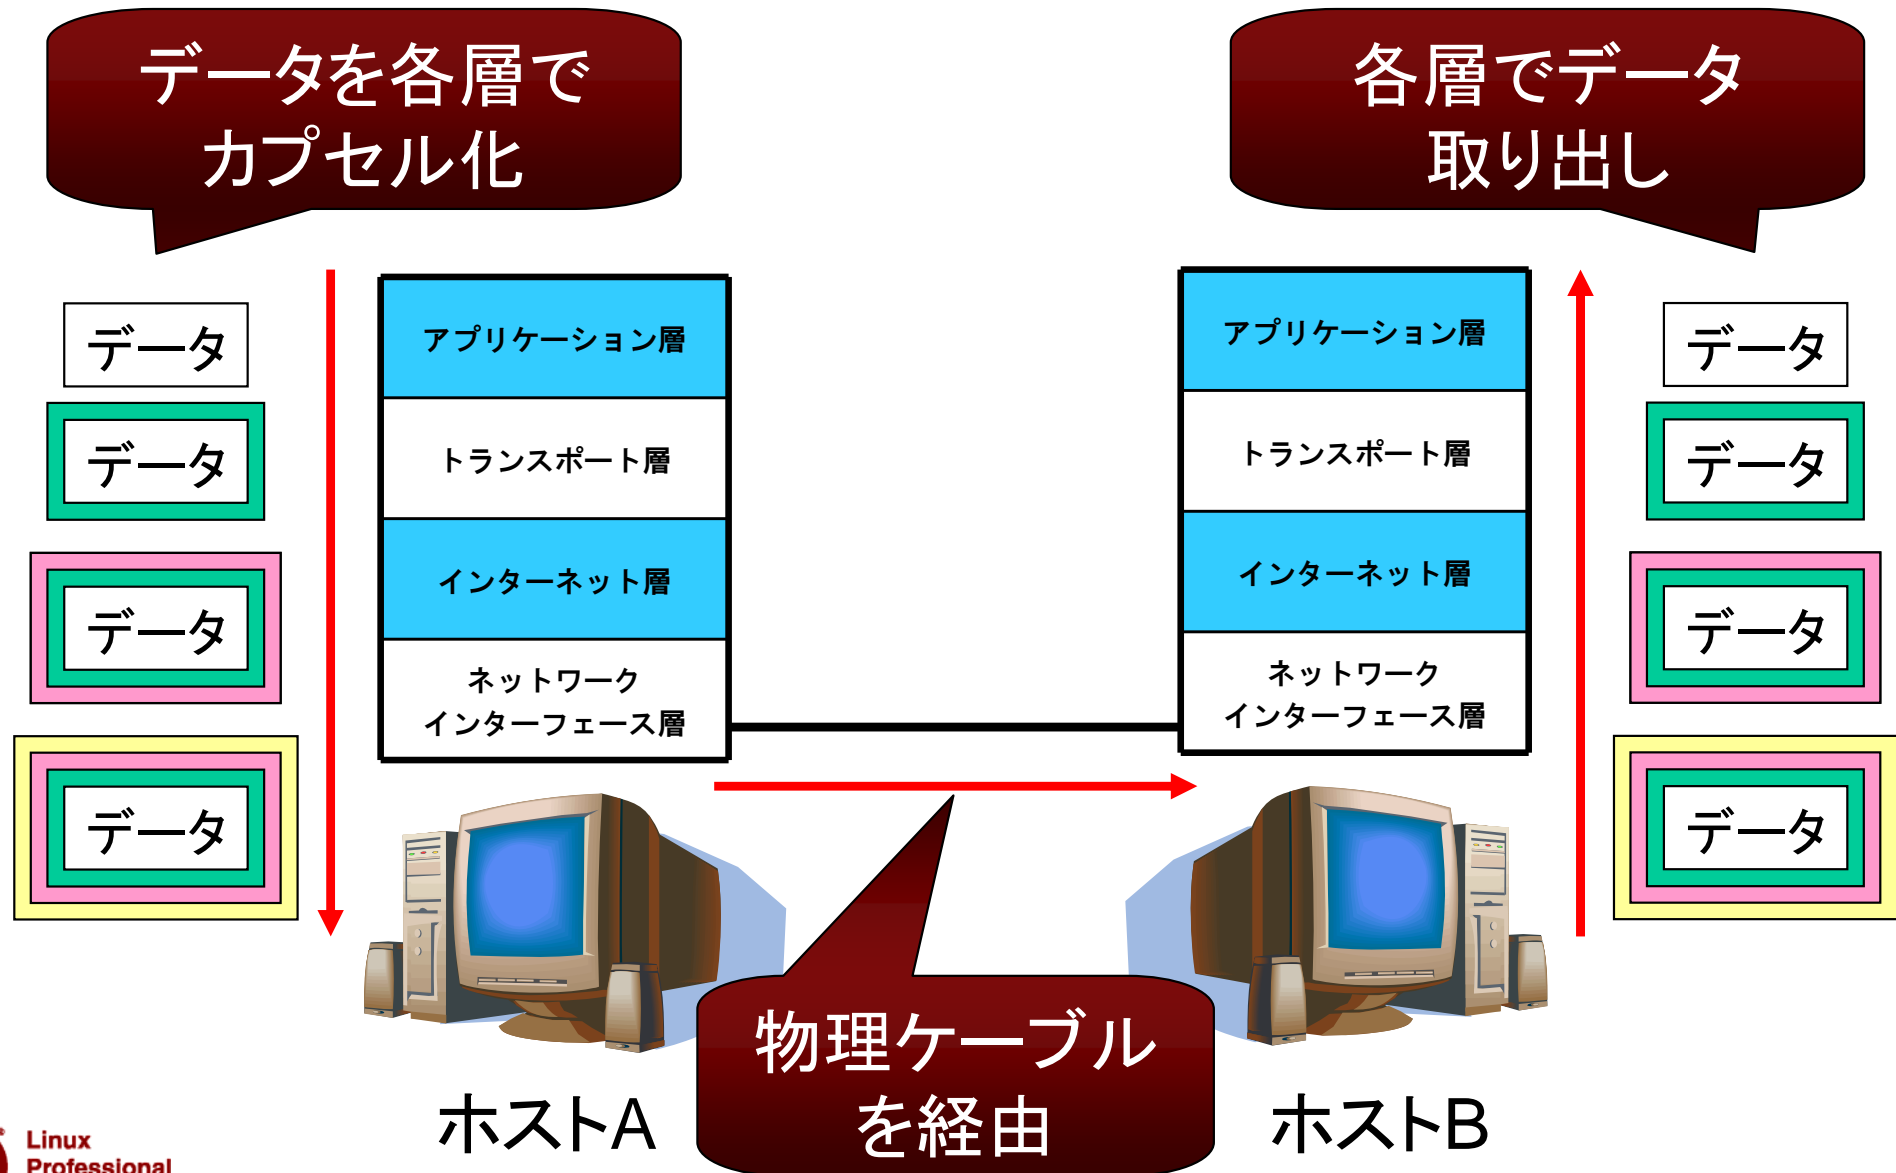 データを各層で
カプセル化
各層でデータ
取り出し
データ
データ
データ
データ
アプリケーション層
トランスポート層
インターネット層
ネットワーク
インターフェース層
アプリケーション層
トランスポート層
インターネット層
ネットワーク
インターフェース層
データ
データ
データ
データ
物理ケーブル
を経由
ホストA
ホストB
Linux
Professional